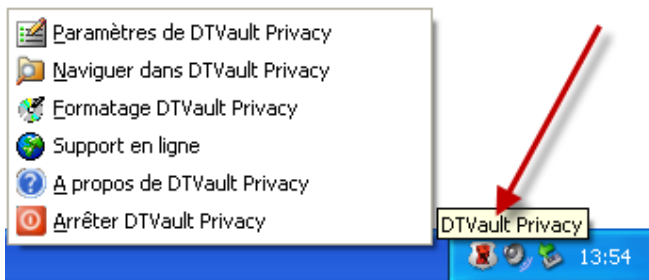 Paramètres de DTVault Privacy
Naviguer dans DTVault Privacy
Formatage DTVault Privacy
Support en ligne
A propos de DTVault Privacy
Arrêter DTVault Privacy
DTVault Privacy
13:54